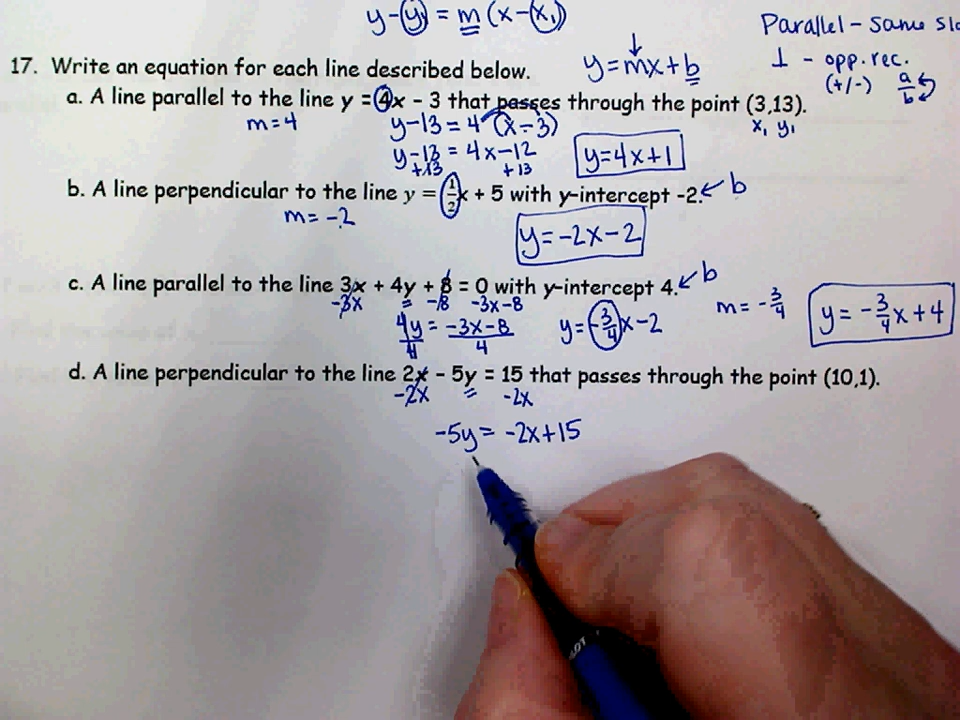 y-(y₁) = m (x-(x₁))
Parallel - same
17. Write an equation for each line described below.
y=mx+b
⊥ - opp. rec.
(+/-) a/b
a. A line parallel to the line y = 4x - 3 that passes through the point (3,13).
m=4
y-13 = 4 (x-3)
x₁ y₁
y-13 = 4x-12
y=4x+1
+13 +13
b. A line perpendicular to the line y = 1/2x + 5 with y-intercept -2. ← b
m= -2
y=-2x-2
c. A line parallel to the line 3x + 4y + 8 = 0 with y-intercept 4. ← b
-3x -8 -3x-8
m= -3/4
y= -3/4x+4
4y = -3x-8
4 4
y= -3/4x-2
d. A line perpendicular to the line 2x - 5y = 15 that passes through the point (10,1).
-2x -2x
-5y = -2x+15